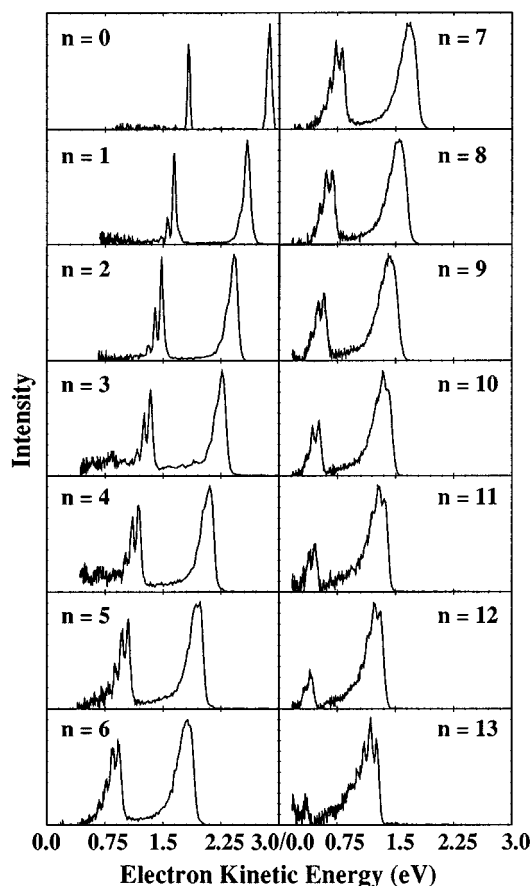 n = 0
n = 1
n = 2
n = 3
n = 4
n = 5
n = 6
n = 7
n = 8
n = 9
n = 10
n = 11
n = 12
n = 13
Intensity
0.0 0.75 1.5 2.25 3.0/0.0 0.75 1.5 2.25 3.0
Electron Kinetic Energy (eV)